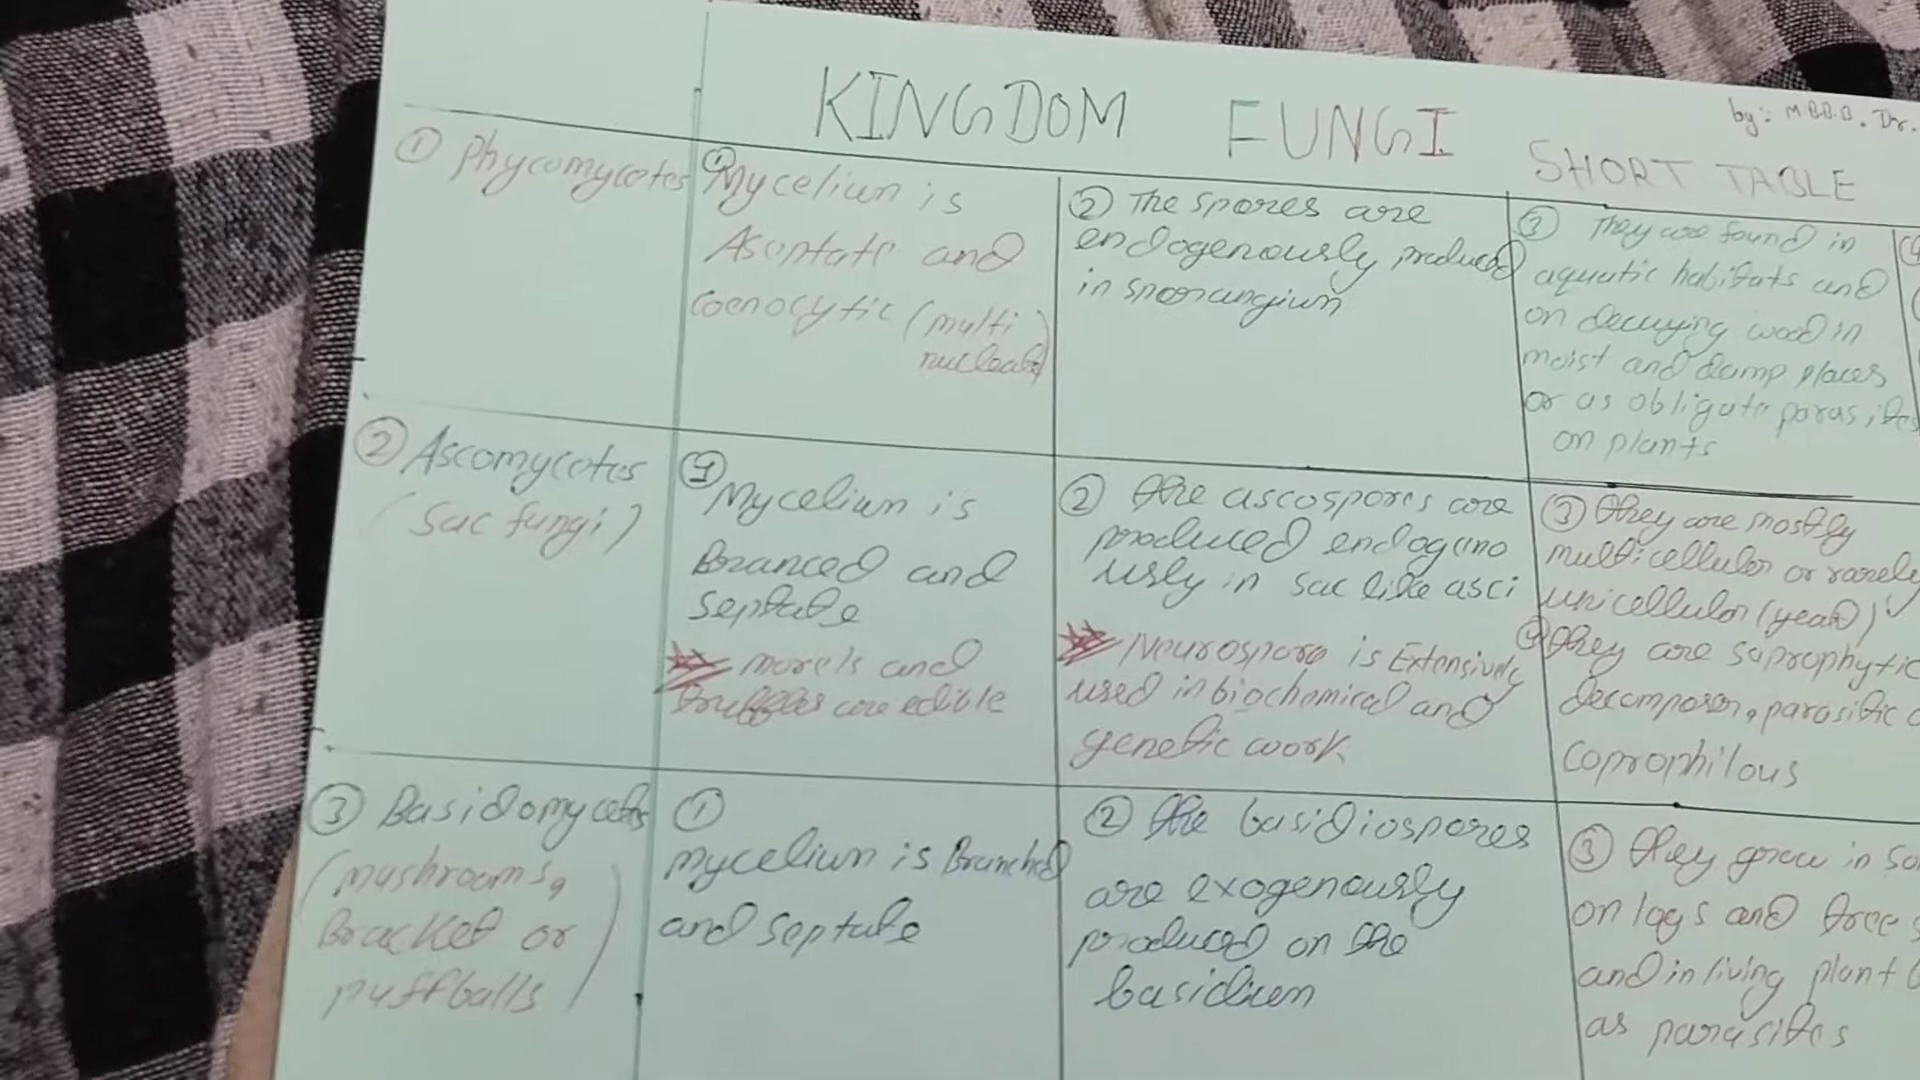 KINGDOM FUNGI
SHORT TABLE
by: M.B.B.B. Dr.
① Phycomycetes
① Mycelium is
Aseptate and
Coenocytic (multi
nucleate)
② The spores are
endogenously produced
in sporangium
③ They are found in
aquatic habitats and
on decaying wood in
moist and damp places
or as obligate parasites
on plants
② Ascomycetes
(Sac fungi)
① Mycelium is
Branced and
septate
morels and
Truffles are edible
② the ascospores are
produced endogeno
usly in sac like asci
Neurospora is Extensively
used in biochemical and
genetic work
③ They are mostly
multicellular or rarely
unicellular (yeast)
④ They are saprophytic
decomposer, parasitic
coprophilous
③ Basidomycetes
(mushrooms,
Bracket or
puffballs)
①
mycelium is Branched
and septate
② the basidiospores
are exogenously
produced on the
basidium
③ They grow in so
on logs and tree s
and in living plant
as parasites